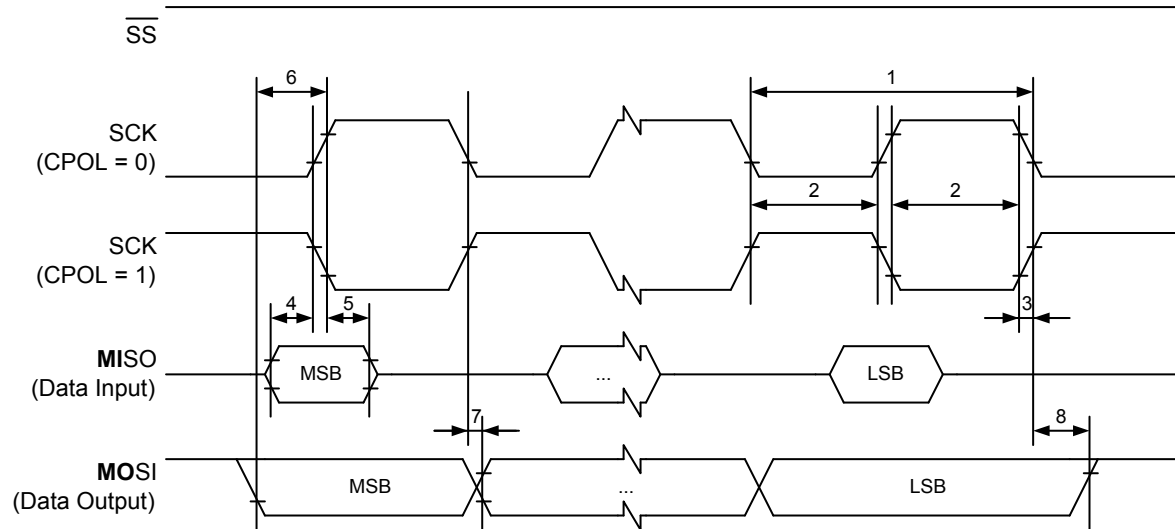 SS
6
1
SCK
(CPOL = 0)
2
2
SCK
(CPOL = 1)
4
5
3
MISO
(Data Input)
MSB
...
LSB
7
8
MOSI
(Data Output)
MSB
...
LSB